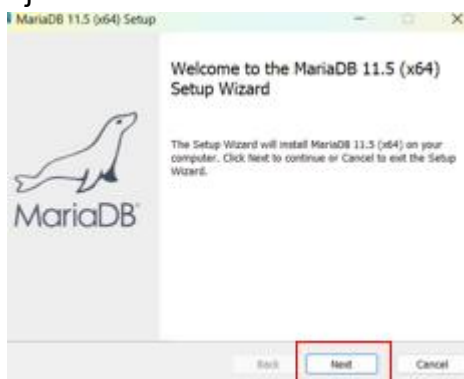 MariaDB 11.5 (x64) Setup
Welcome to the MariaDB 11.5 (x64)
Setup Wizard
The Setup Wizard will install MariaDB 11.5 (x64) on your
computer. Click Next to continue or Cancel to exit the Setup
Wizard.
MariaDB
Back Next Cancel